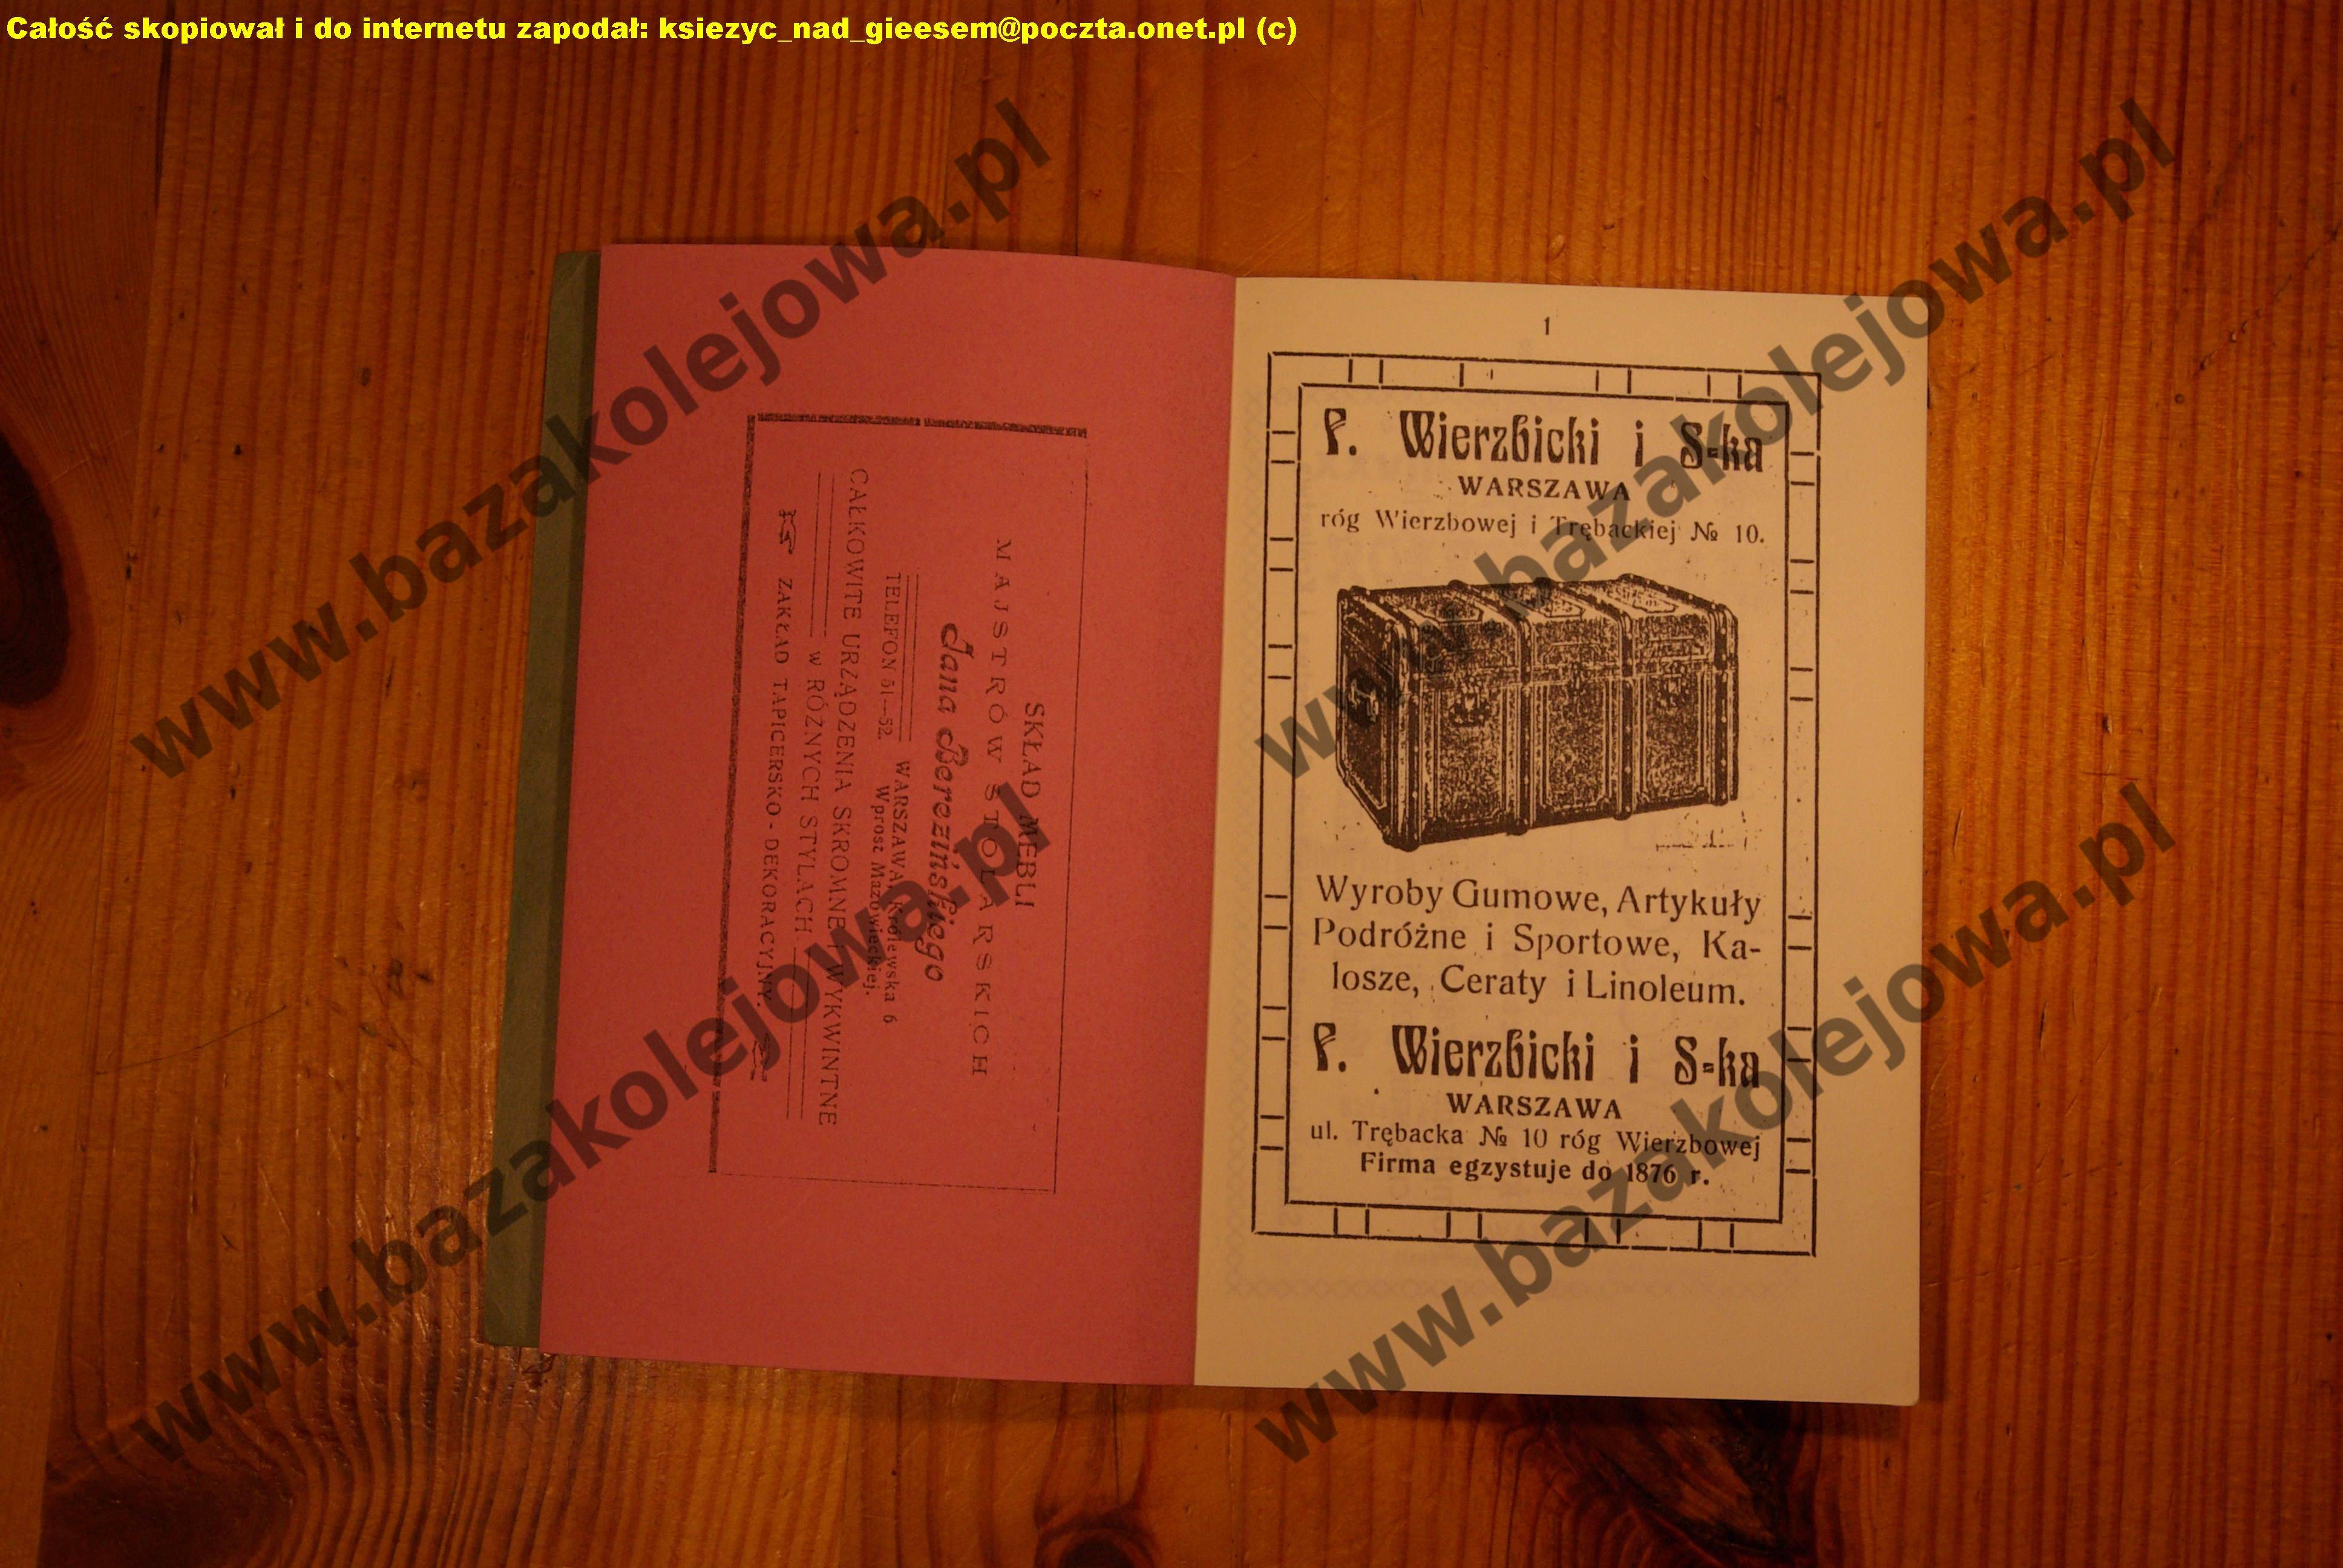 Całość skopiował i do internetu zapodał: ksiezyc_nad_gieesem@poczta.onet.pl (c)
SKŁAD MEBLI
MAJSTRÓW STOLARSKICH
Jana Berezińskiego
TELEFON 51—52. WARSZAWA, Królewska 6
Wprost Mazowieckiej.
CAŁKOWITE URZĄDZENIA SKROMNE i WYKWINTNE
w RÓŻNYCH STYLACH
ZAKŁAD TAPICERSKO - DEKORACYJNY.
1
F. Wierzbicki i S-ka
WARSZAWA
róg Wierzbowej i Trębackiej № 10.
Wyroby Gumowe, Artykuły
Podróżne i Sportowe, Ka-
losze, Ceraty i Linoleum.
F. Wierzbicki i S-ka
WARSZAWA
ul. Trębacka № 10 róg Wierzbowej
Firma egzystuje do 1876 r.
www.bazakolejowa.pl
www.bazakolejowa.pl
www.bazakolejowa.pl
www.bazakolejowa.pl